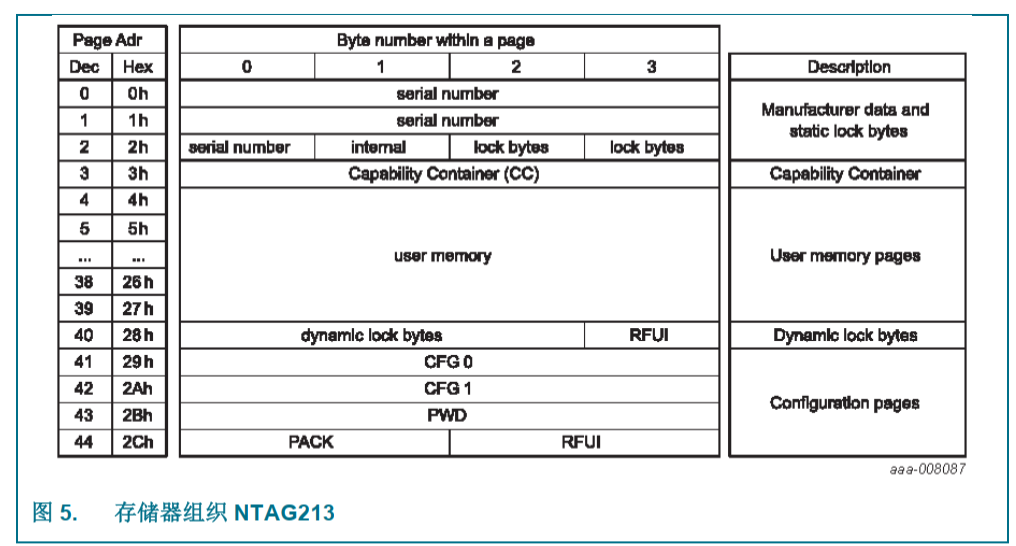 Page Adr Byte number within a page
Dec Hex 0 1 2 3 Description
0 0h serial number
Manufacturer data and
1 1h serial number
static lock bytes
2 2h serial number internal lock bytes lock bytes
3 3h Capability Container (CC) Capability Container
4 4h
5 5h
... ... user memory User memory pages
38 26h
39 27h
40 28h dynamic lock bytes RFUI Dynamic lock bytes
41 29h CFG 0
42 2Ah CFG 1
Configuration pages
43 2Bh PWD
44 2Ch PACK RFUI
aaa-008087
图 5. 存储器组织 NTAG213